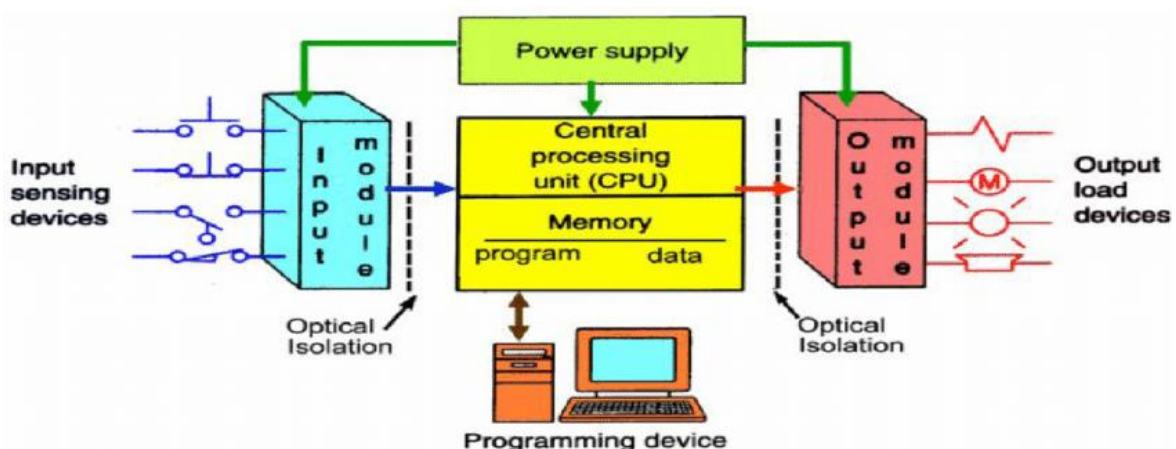 Power supply
Input
sensing
devices
Input
module
Central
processing
unit (CPU)
Memory
program data
Output
module
M
Output
load
devices
Optical
Isolation
Optical
Isolation
Programming device